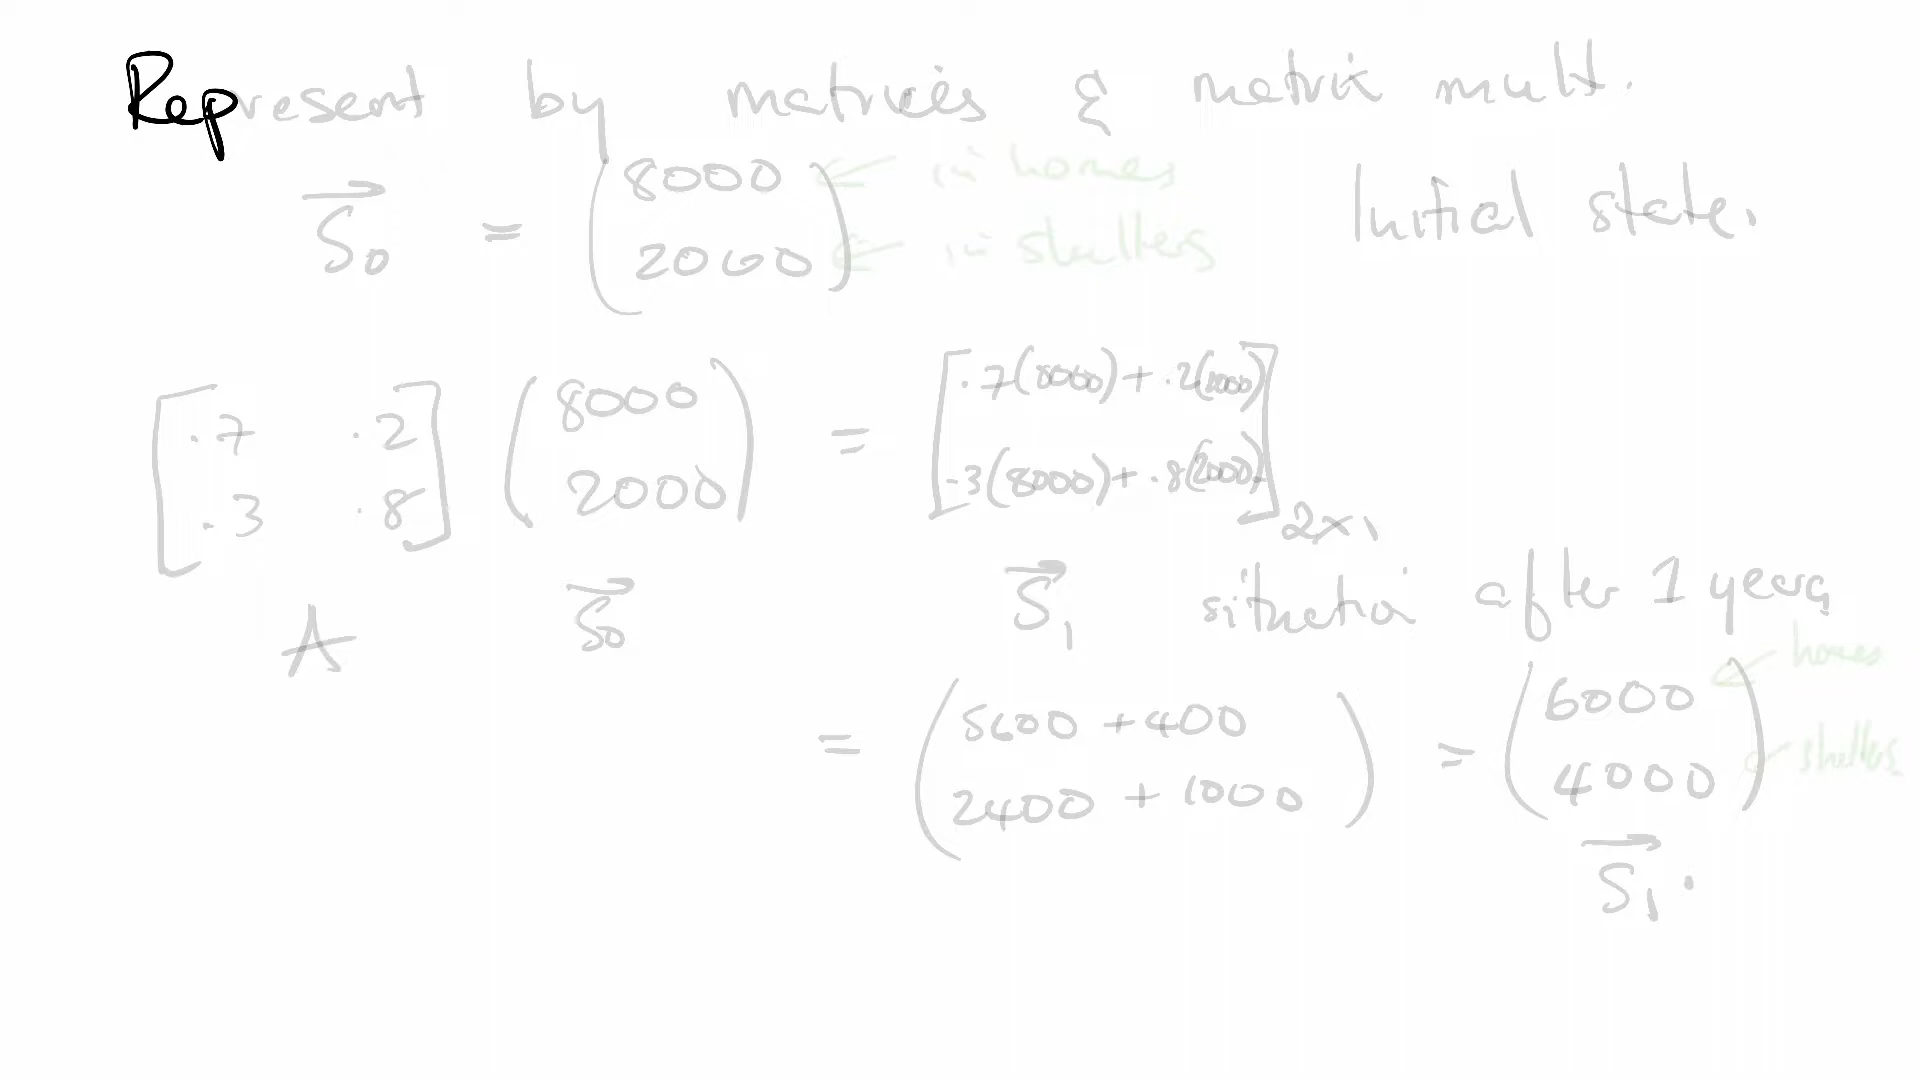 Represent by matrices & matrix mult.
S₀ = (8000 ← in homes Initial state.
2000) ← in shelters
[.7 .2 (8000 = [.7(8000)+.2(2000)
.3 .8] 2000) .3(8000)+.8(2000)]2x1
A S₀ S₁ situation after 1 year,
= (5600 + 400 = (6000 ← homes
2400 + 1000) 4000) ← shelters
S₁.